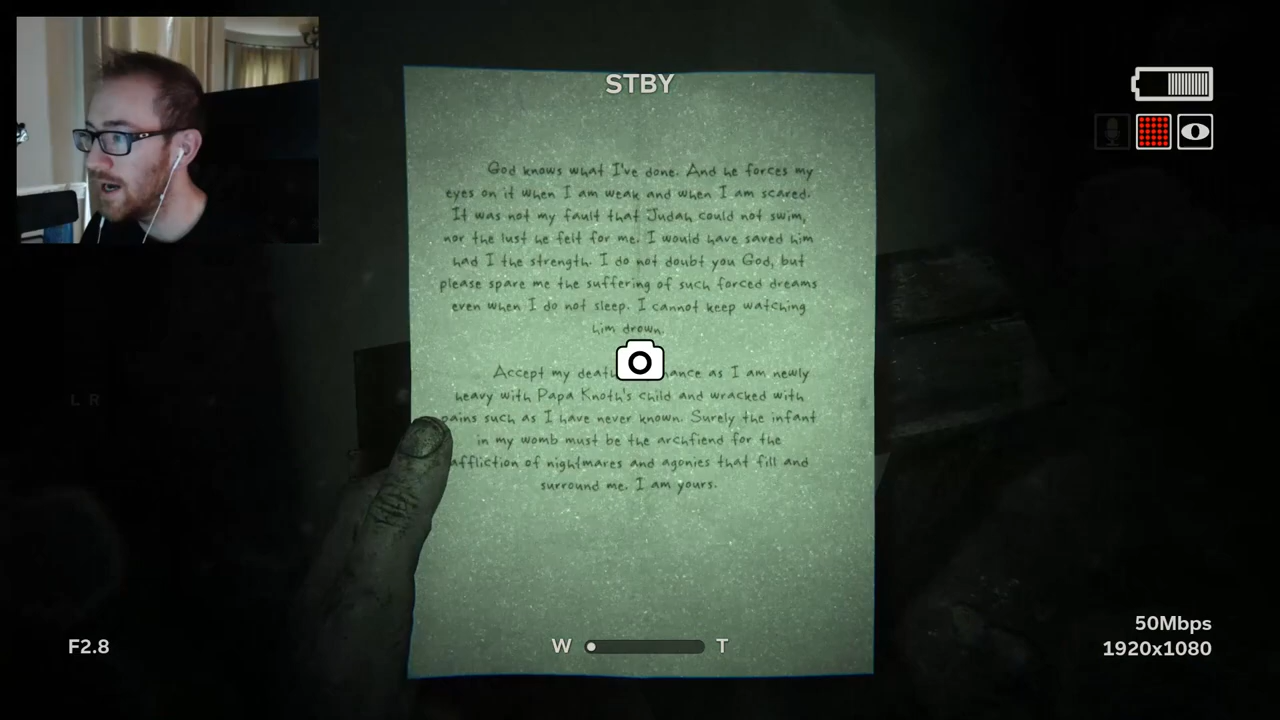 STBY
God knows what I've done. And he forces my
eyes on it when I am weak and when I am scared.
It was not my fault that Judah could not swim,
nor the lust he felt for me. I would have saved him
had I the strength. I do not doubt you God, but
please spare me the suffering of such forced dreams
even when I do not sleep. I cannot keep watching
him drown.
Accept my as I am newly
heavy with Papa Knoth's child and wracked with
pains such as I have never known. Surely the infant
in my womb must be the archfiend for the
affliction of nightmares and agonies that fill and
surround me. I am yours.
L R
F2.8
W T
50Mbps
1920x1080